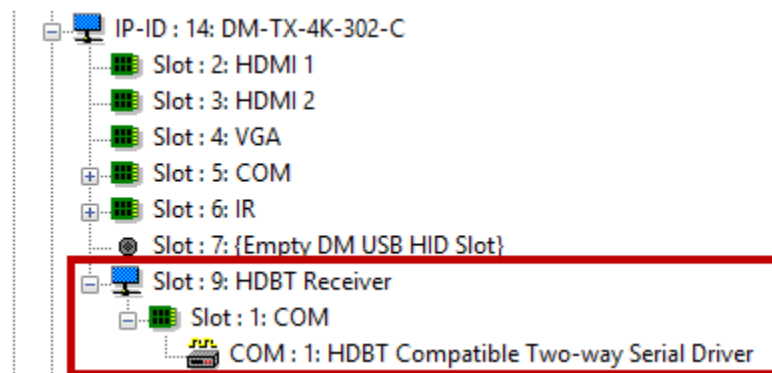 IP-ID : 14: DM-TX-4K-302-C
Slot : 2: HDMI 1
Slot : 3: HDMI 2
Slot : 4: VGA
Slot : 5: COM
Slot : 6: IR
Slot : 7: {Empty DM USB HID Slot}
Slot : 9: HDBT Receiver
Slot : 1: COM
COM : 1: HDBT Compatible Two-way Serial Driver